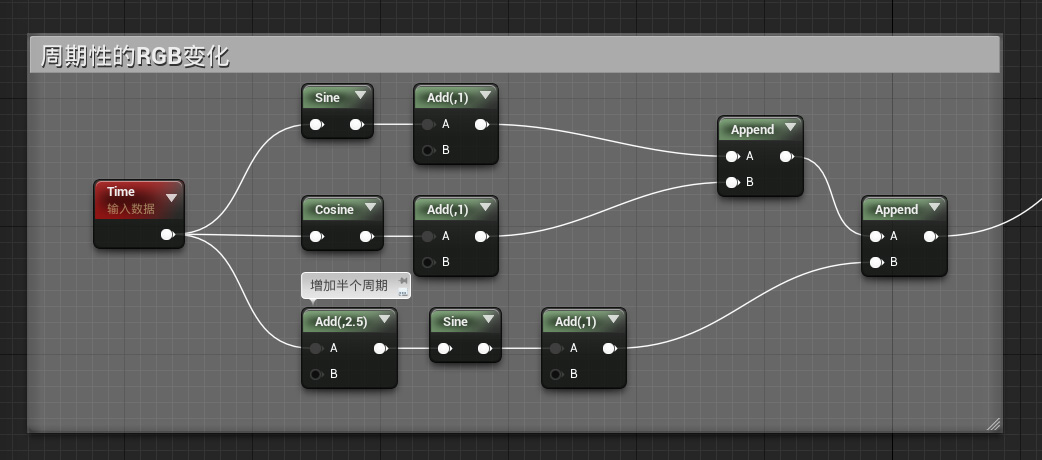 周期性的RGB变化
Sine
Add(,1)
A
B
Append
A
B
Time
输入数据
Cosine
Add(,1)
A
B
Append
A
B
增加半个周期
Add(,2.5)
A
B
Sine
Add(,1)
A
B